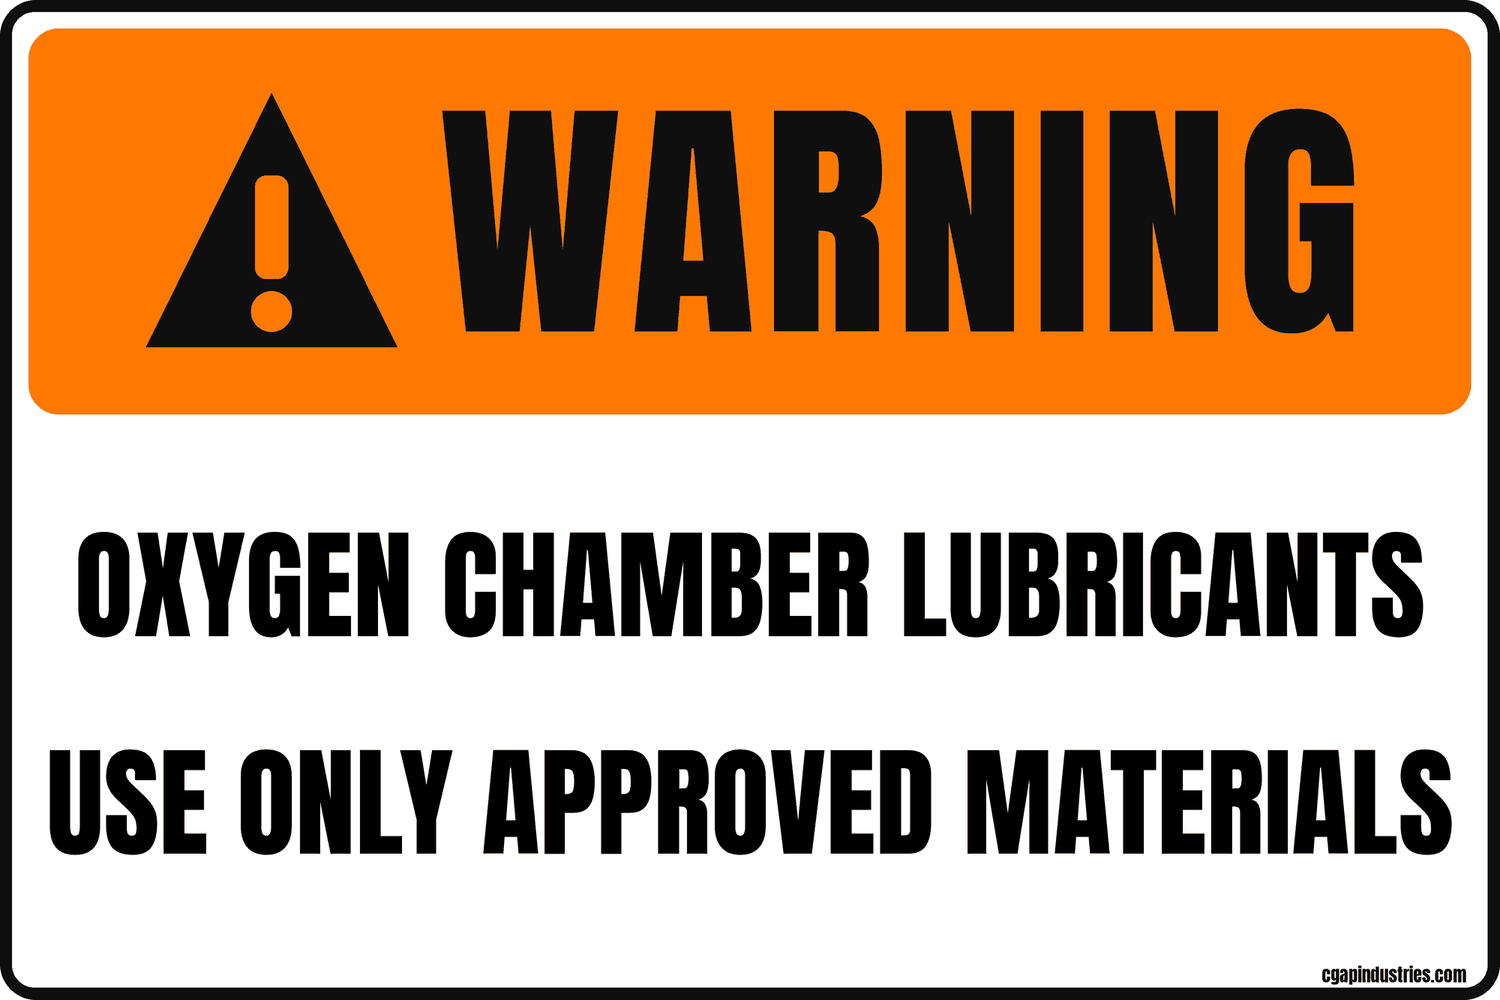 WARNING
OXYGEN CHAMBER LUBRICANTS
USE ONLY APPROVED MATERIALS
cgapindustries.com